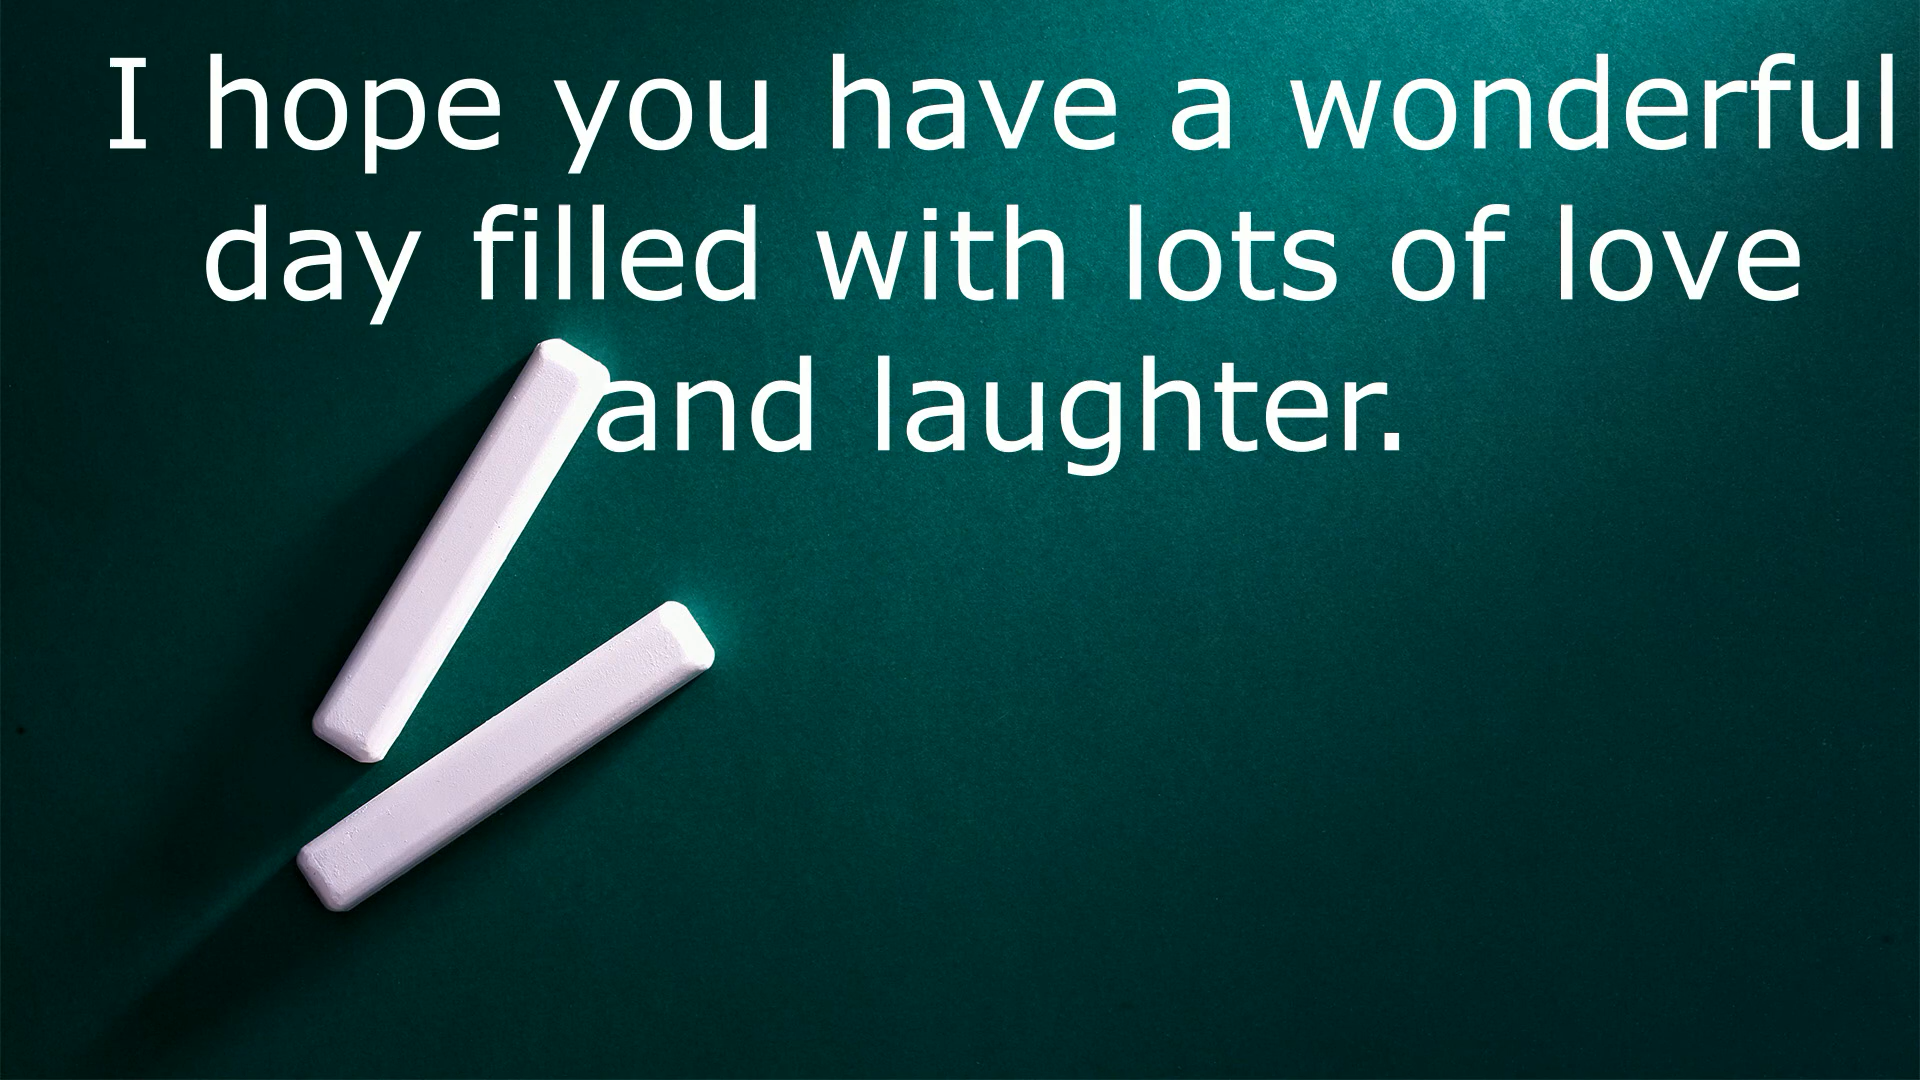 I hope you have a wonderful
day filled with lots of love
and laughter.